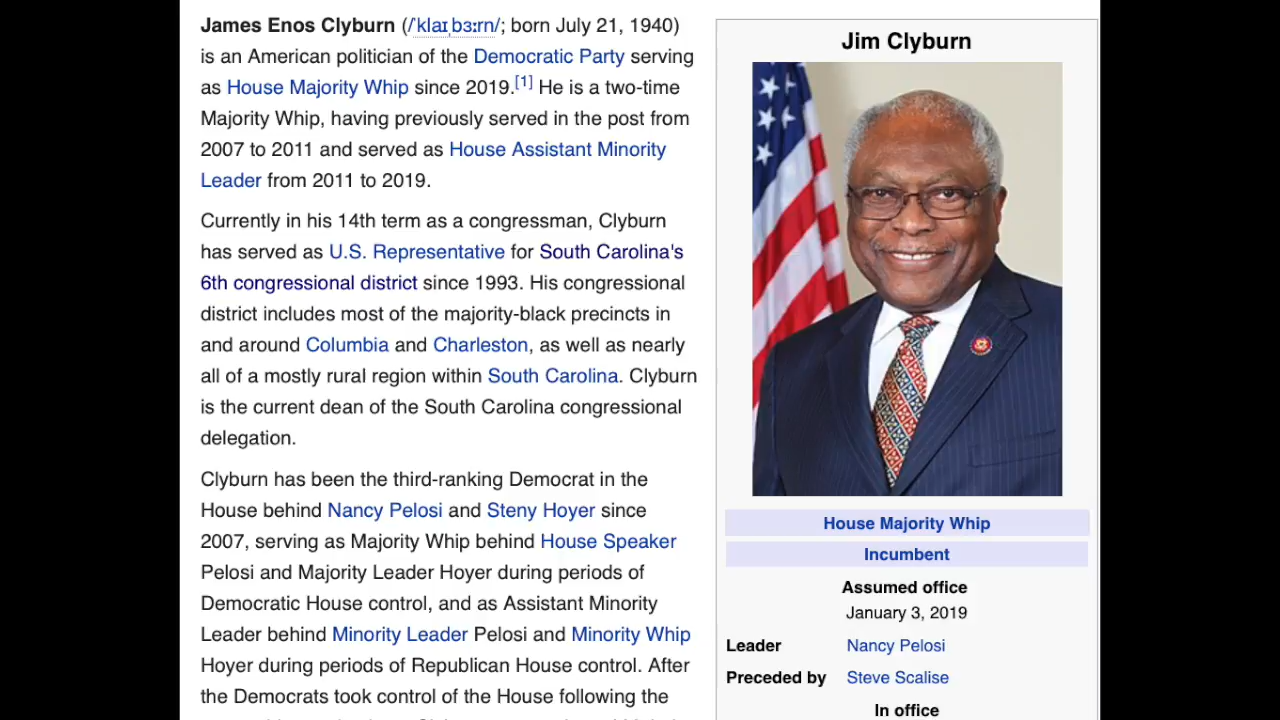 James Enos Clyburn (/ˈklaɪˌbɜːrn/; born July 21, 1940)
is an American politician of the Democratic Party serving
as House Majority Whip since 2019.[1] He is a two-time
Majority Whip, having previously served in the post from
2007 to 2011 and served as House Assistant Minority
Leader from 2011 to 2019.
Currently in his 14th term as a congressman, Clyburn
has served as U.S. Representative for South Carolina's
6th congressional district since 1993. His congressional
district includes most of the majority-black precincts in
and around Columbia and Charleston, as well as nearly
all of a mostly rural region within South Carolina. Clyburn
is the current dean of the South Carolina congressional
delegation.
Clyburn has been the third-ranking Democrat in the
House behind Nancy Pelosi and Steny Hoyer since
2007, serving as Majority Whip behind House Speaker
Pelosi and Majority Leader Hoyer during periods of
Democratic House control, and as Assistant Minority
Leader behind Minority Leader Pelosi and Minority Whip
Hoyer during periods of Republican House control. After
the Democrats took control of the House following the
Jim Clyburn
House Majority Whip
Incumbent
Assumed office
January 3, 2019
Leader Nancy Pelosi
Preceded by Steve Scalise
In office